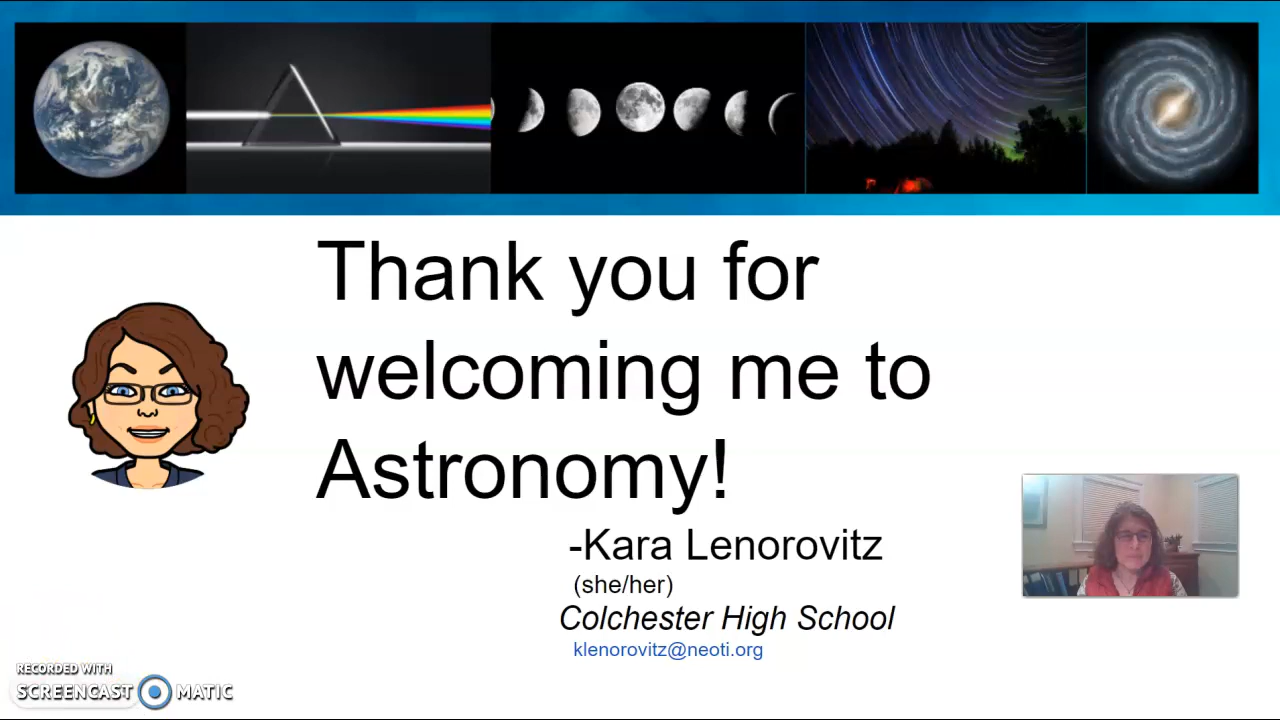 Thank you for
welcoming me to
Astronomy!
-Kara Lenorovitz
(she/her)
Colchester High School
klenorovitz@neoti.org
RECORDED WITH
SCREENCAST MATIC